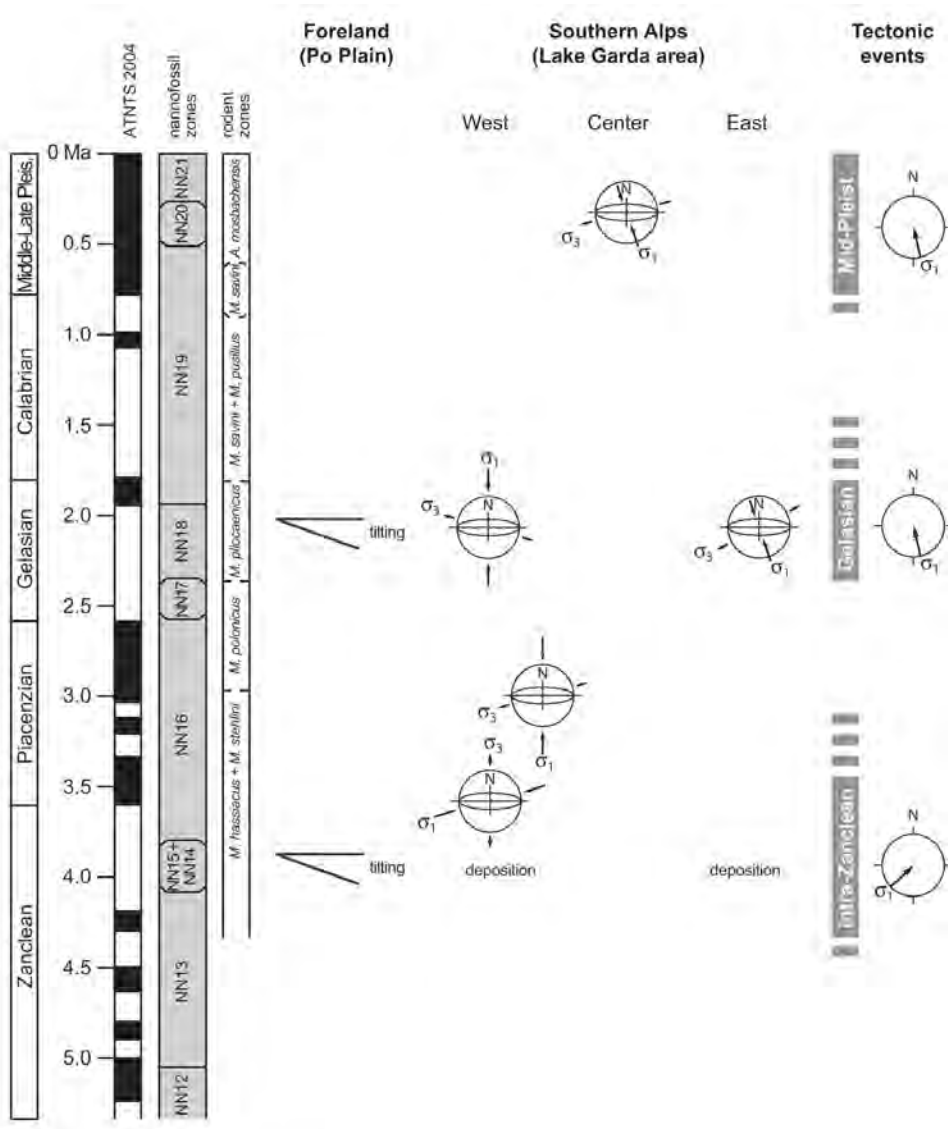 Foreland
(Po Plain)
Southern Alps
(Lake Garda area)
Tectonic
events
ATNTS 2004
nannofossil
zones
rodent
zones
West
Center
East
0 Ma
0.5
1.0
1.5
2.0
2.5
3.0
3.5
4.0
4.5
5.0
Middle-Late Pleis.
Calabrian
Gelasian
Piacenzian
Zanclean
NN21
NN20
NN19
NN18
NN17
NN16
NN15+
NN14
NN13
NN12
A. mosbachensis
M. savini
M. savini + M. pusilius
M. pliocaenicus
M. polonicus
M. hassiacus + M. stehlini
N
σ3
σ1
Mid-Pleist
N
σ1
tilting
σ1
N
σ3
N
σ3
σ1
Gelasian
N
σ1
N
σ3
σ1
σ3
N
σ1
tilting
deposition
deposition
Intra-Zanclean
N
σ1